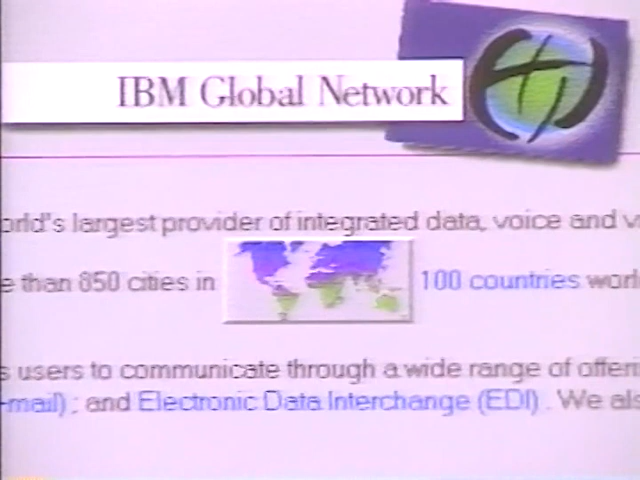 IBM Global Network
orld's largest provider of integrated data, voice and v
e than 850 cities in 100 countries worl
s users to communicate through a wide range of offeri
-mail) ; and Electronic Data Interchange (EDI) . We als